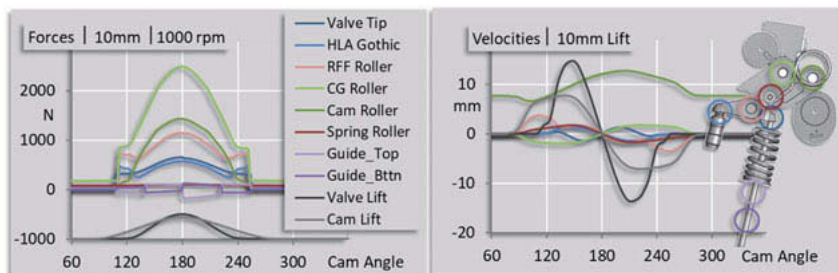 Forces | 10mm | 1000 rpm
2000
N
1000
0
-1000
60 120 180 240 300 Cam Angle
Valve Tip
HLA Gothic
RFF Roller
CG Roller
Cam Roller
Spring Roller
Guide_Top
Guide_Bttn
Valve Lift
Cam Lift
Velocities | 10mm Lift
10
mm
0
-10
-20
60 120 180 240 300 Cam Angle